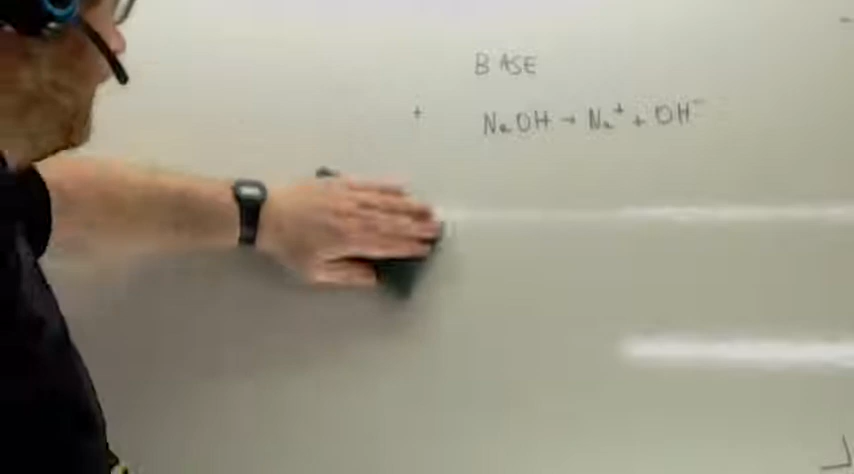 BASE
+ NaOH → Na⁺ + OH⁻